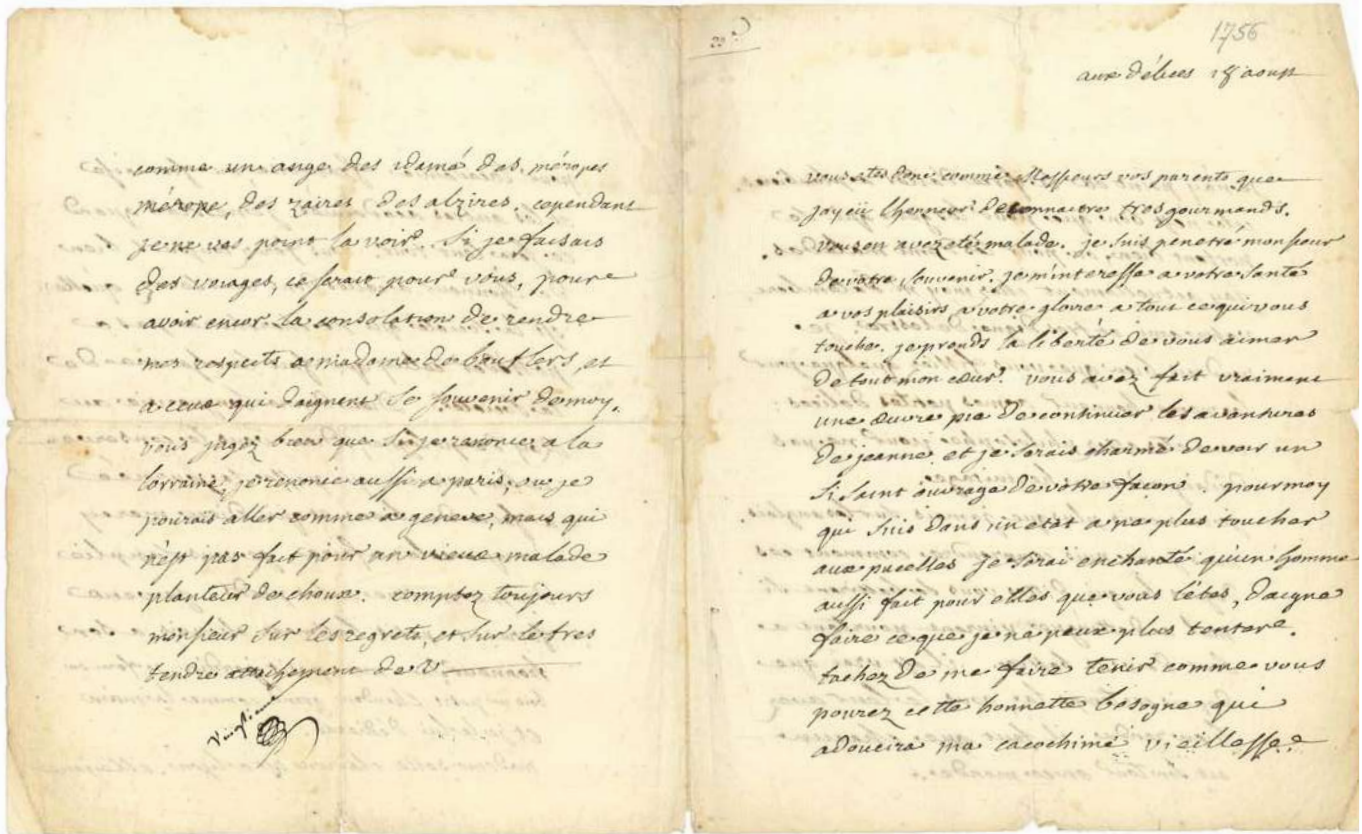 1756
aux délices 18 aoust
vous etes donc comme Messieurs vos parents que
jay eü lhonneur de connaitre tres gourmands.
vous en avez eté malade. je suis penetré monsieur
de votre souvenir. je m'interesse a votre santé
a vos plaisirs a votre gloire a tout ce qui vous
touche. je prends la liberté de vous aimer
de tout mon cœur. vous avez fait vraiment
une œuvre pie de continuer les avantures
de jeanne, et je serais charmé de voir un
si saint ouvrage de votre façon. pour moy
qui suis dans un etat a ne plus toucher
aux pucelles je serai enchanté qu'un homme
aussi fait pour elles que vous l'êtes, daigne
faire ce que je ne peux plus tenter.
tachez de me faire tenir comme vous
pourez cette honnette besogne qui
adoucira ma cacochime vieillesse.
comme un ange des idamé des méropes
mérope, des zaires des alzires. cependant
je ne vas point la voir. si je faisais
des voiages, ce serait pour vous, pour
avoir encor la consolation de rendre
mes respects a madame de bouflers, et
a ceux qui daignent se souvenir de moy.
vous jugez bien que si je renoncez a la
lorraine, je renonce aussi a paris, ou je
pourais aller comme a geneve, mais qui
n'est pas fait pour un vieux malade
planteur de choux. comptez toujours
monsieur sur les regrets, et sur le tres
tendre attachement de V
vingtieme